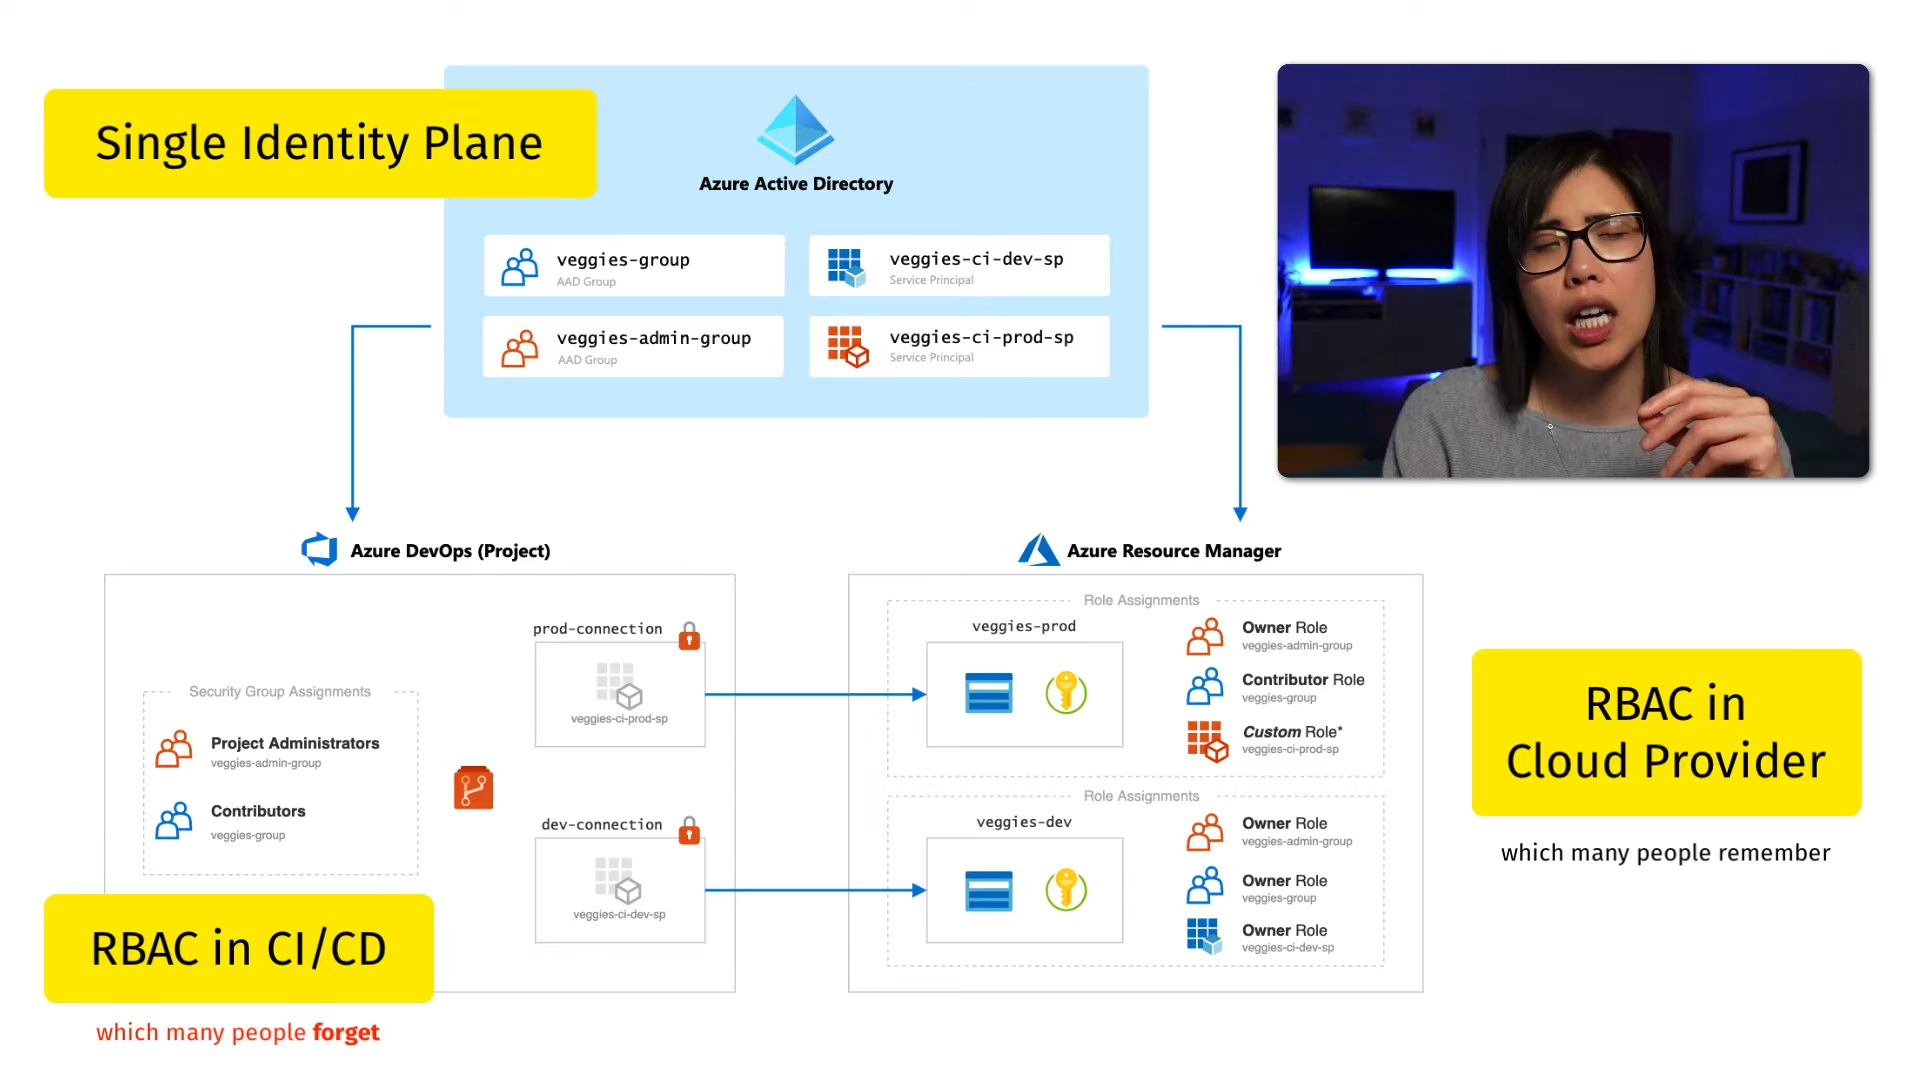 Single Identity Plane
Azure Active Directory
veggies-group
AAD Group
veggies-ci-dev-sp
Service Principal
veggies-admin-group
AAD Group
veggies-ci-prod-sp
Service Principal
Azure DevOps (Project)
Security Group Assignments
Project Administrators
veggies-admin-group
Contributors
veggies-group
prod-connection
veggies-ci-prod-sp
dev-connection
veggies-ci-dev-sp
RBAC in CI/CD
which many people forget
Azure Resource Manager
Role Assignments
veggies-prod
Owner Role
veggies-admin-group
Contributor Role
veggies-group
Custom Role*
veggies-ci-prod-sp
Role Assignments
veggies-dev
Owner Role
veggies-admin-group
Owner Role
veggies-group
Owner Role
veggies-ci-dev-sp
RBAC in
Cloud Provider
which many people remember